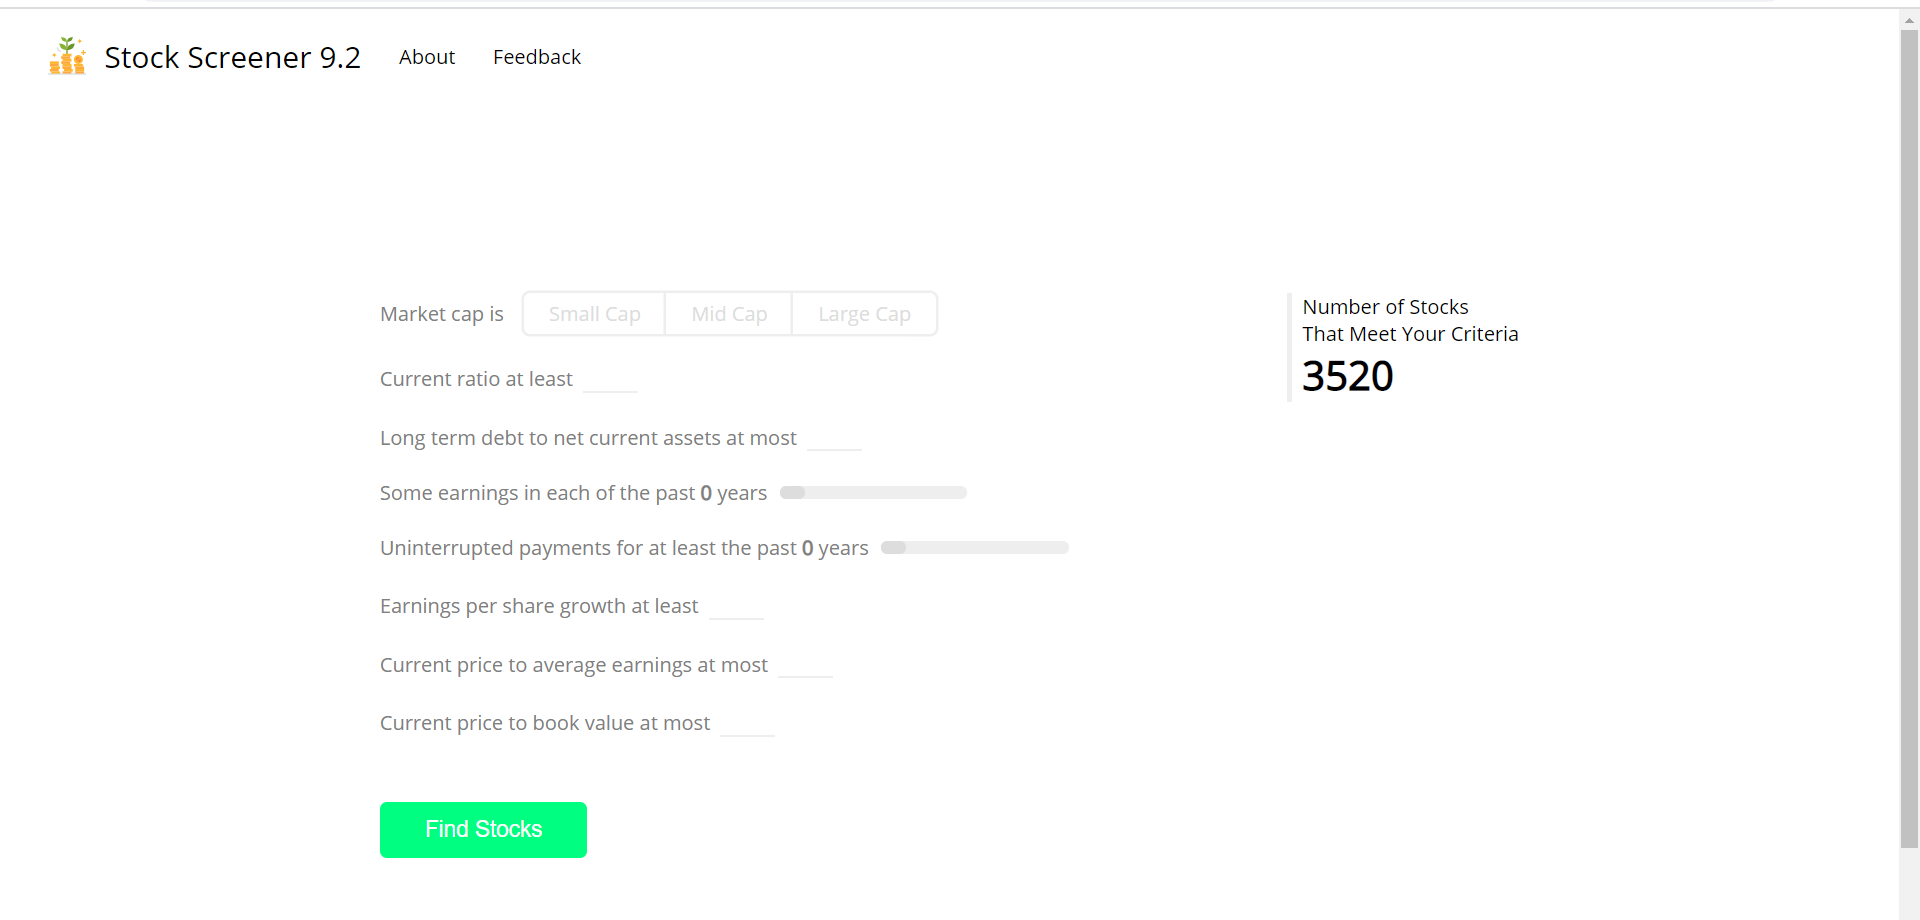 Stock Screener 9.2 About Feedback
Market cap is Small Cap Mid Cap Large Cap
Number of Stocks
That Meet Your Criteria
3520
Current ratio at least
Long term debt to net current assets at most
Some earnings in each of the past 0 years
Uninterrupted payments for at least the past 0 years
Earnings per share growth at least
Current price to average earnings at most
Current price to book value at most
Find Stocks